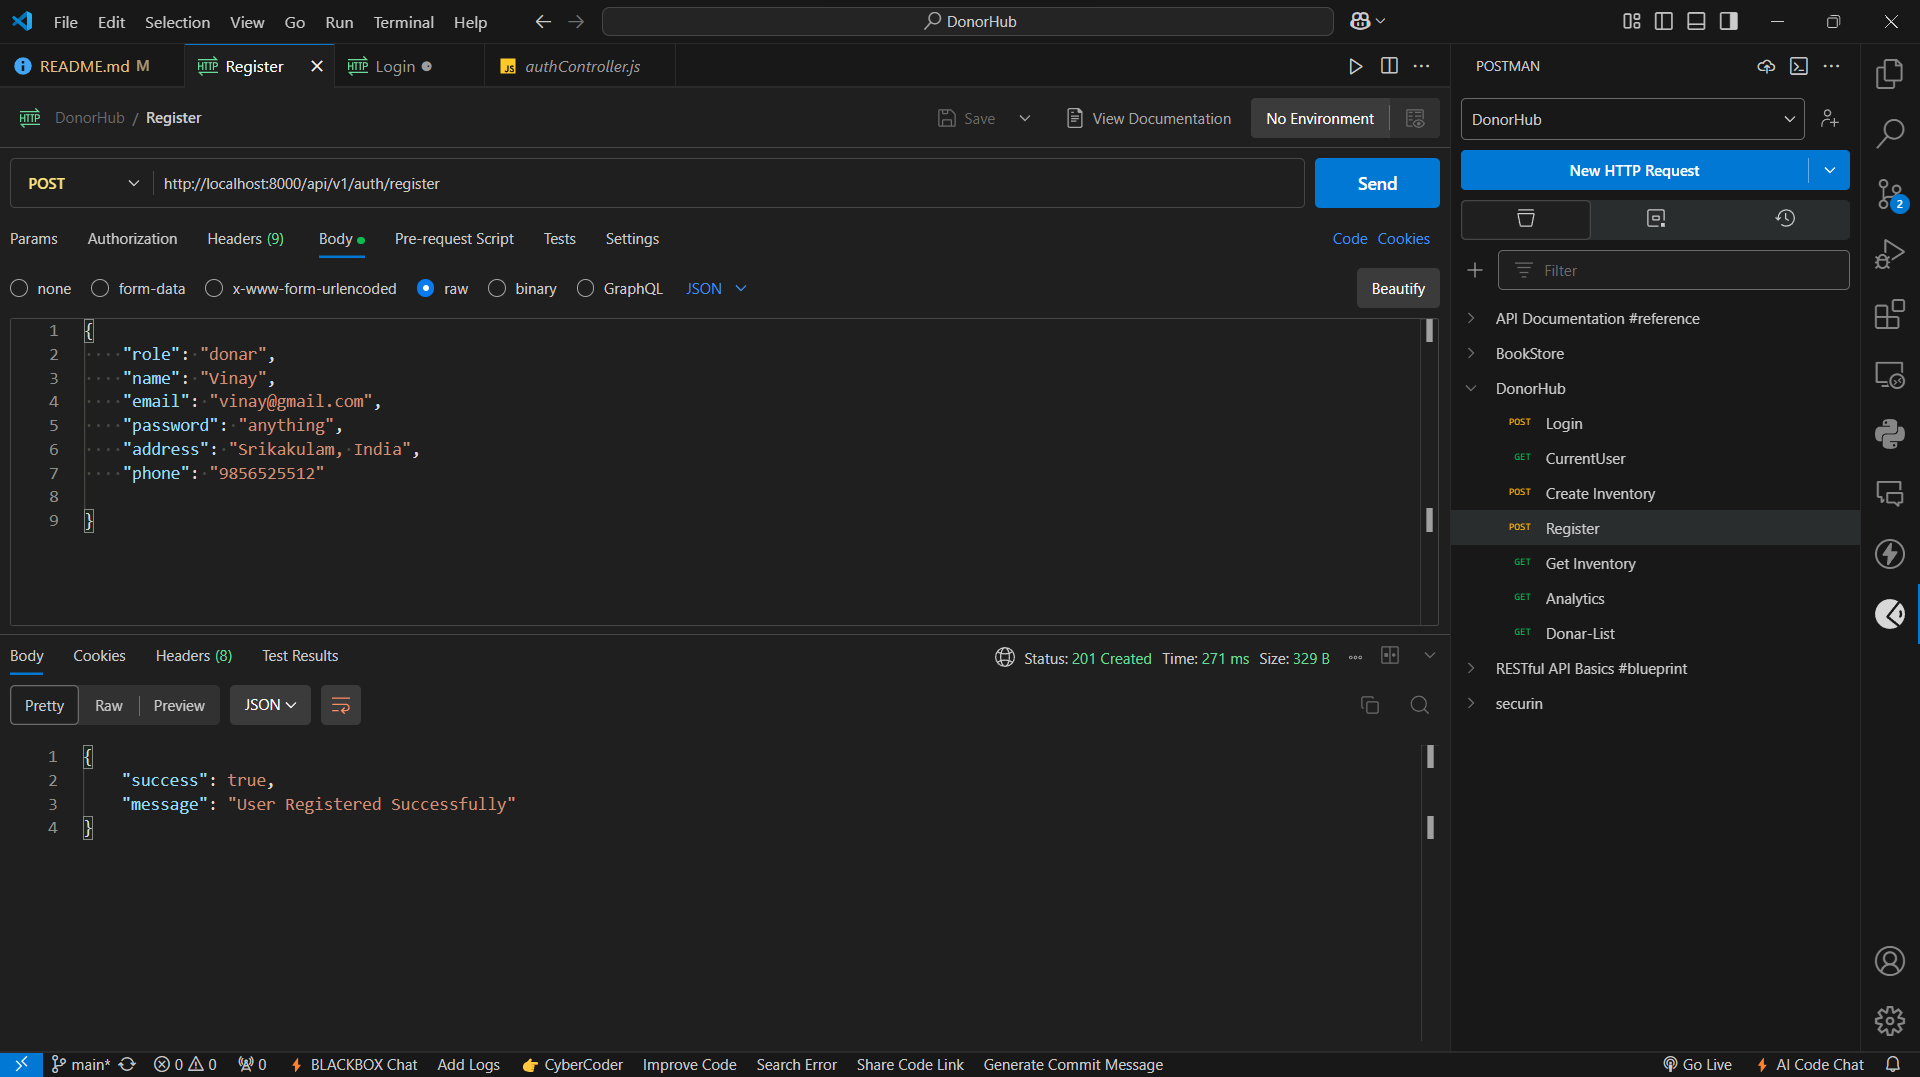 File Edit Selection View Go Run Terminal Help
DonorHub
README.md M
HTTP Register
HTTP Login
JS authController.js
POSTMAN
HTTP DonorHub / Register
Save
View Documentation
No Environment
DonorHub
POST http://localhost:8000/api/v1/auth/register
Send
New HTTP Request
Params Authorization Headers (9) Body Pre-request Script Tests Settings
Code Cookies
2
none form-data x-www-form-urlencoded raw binary GraphQL JSON
Beautify
Filter
1 {
2 "role": "donar",
3 "name": "Vinay",
4 "email": "vinay@gmail.com",
5 "password": "anything",
6 "address": "Srikakulam, India",
7 "phone": "9856525512"
8
9 }
API Documentation #reference
BookStore
DonorHub
POST Login
GET CurrentUser
POST Create Inventory
POST Register
GET Get Inventory
GET Analytics
GET Donar-List
RESTful API Basics #blueprint
securin
Body Cookies Headers (8) Test Results
Status: 201 Created Time: 271 ms Size: 329 B
Pretty Raw Preview JSON
1 {
2 "success": true,
3 "message": "User Registered Successfully"
4 }
main* 0 0 0 BLACKBOX Chat Add Logs CyberCoder Improve Code Search Error Share Code Link Generate Commit Message Go Live AI Code Chat